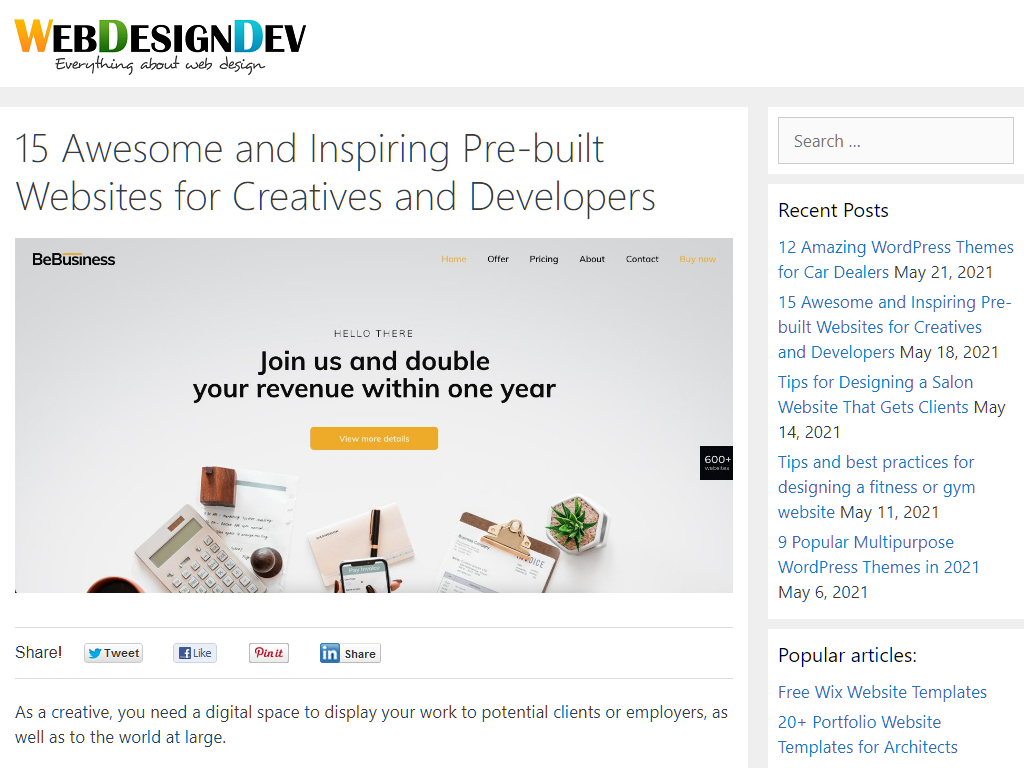 WEBDESIGNDEV
Everything about web design
15 Awesome and Inspiring Pre-built
Websites for Creatives and Developers
BeBusiness
Home Offer Pricing About Contact Buy now
HELLO THERE
Join us and double
your revenue within one year
View more details
600+
websites
INVOICE
Share! Tweet Like Pin it in Share
As a creative, you need a digital space to display your work to potential clients or employers, as
well as to the world at large.
Search ...
Recent Posts
12 Amazing WordPress Themes
for Car Dealers May 21, 2021
15 Awesome and Inspiring Pre-
built Websites for Creatives
and Developers May 18, 2021
Tips for Designing a Salon
Website That Gets Clients May
14, 2021
Tips and best practices for
designing a fitness or gym
website May 11, 2021
9 Popular Multipurpose
WordPress Themes in 2021
May 6, 2021
Popular articles:
Free Wix Website Templates
20+ Portfolio Website
Templates for Architects